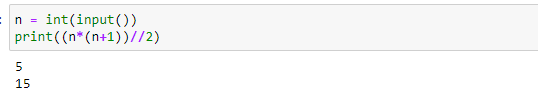 n = int(input())
print((n*(n+1))//2)
5
15